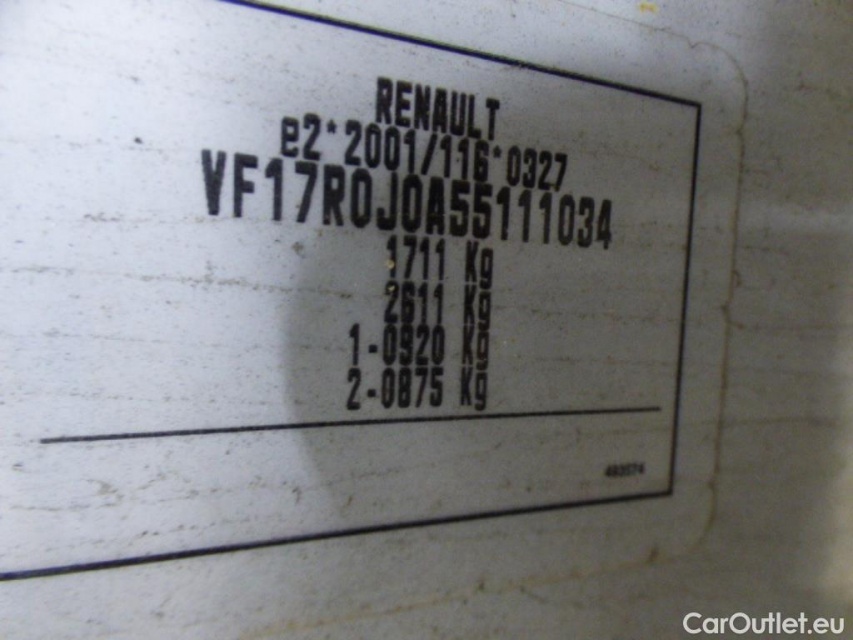 RENAULT
e2*2001/116*0327
VF17R0J0A55111034
1711 Kg
2611 Kg
1-0920 Kg
2-0875 Kg
CarOutlet.eu